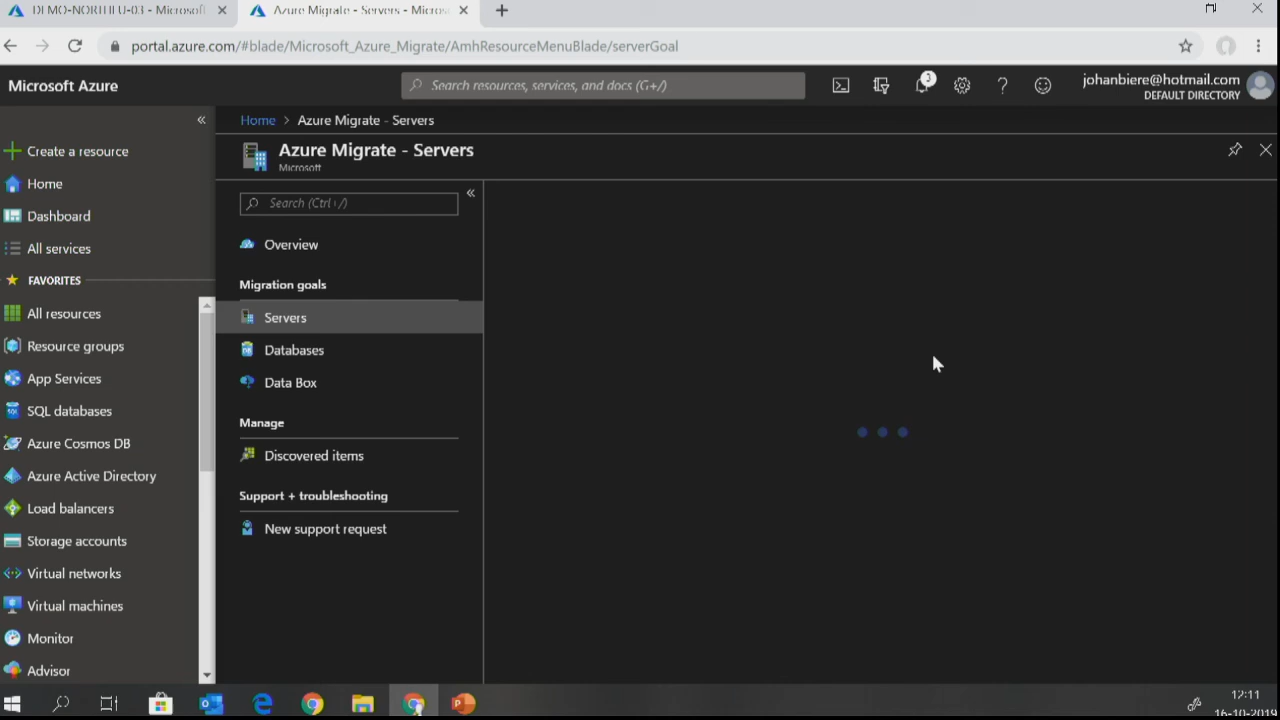 DEMO-NORTHEU-03 - Microsoft
Azure Migrate - Servers - Micros
portal.azure.com/#blade/Microsoft_Azure_Migrate/AmhResourceMenuBlade/serverGoal
Microsoft Azure
Search resources, services, and docs (G+/)
3
johanbiere@hotmail.com
DEFAULT DIRECTORY
Home > Azure Migrate - Servers
Azure Migrate - Servers
Microsoft
Create a resource
Home
Dashboard
All services
FAVORITES
All resources
Resource groups
App Services
SQL databases
Azure Cosmos DB
Azure Active Directory
Load balancers
Storage accounts
Virtual networks
Virtual machines
Monitor
Advisor
Search (Ctrl+/)
Overview
Migration goals
Servers
Databases
Data Box
Manage
Discovered items
Support + troubleshooting
New support request
12:11
16-10-2019